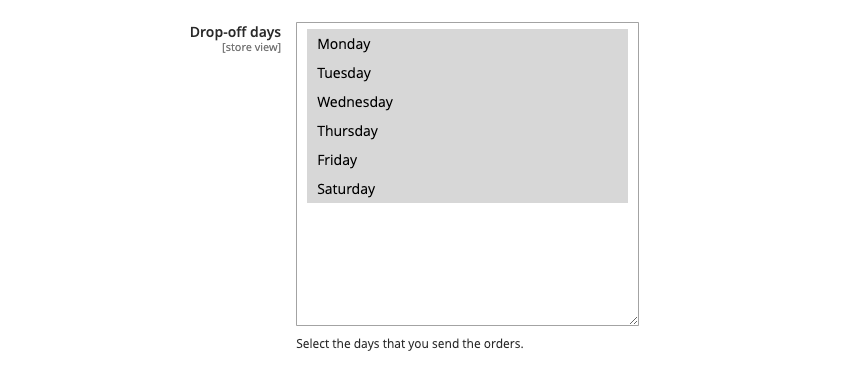 Drop-off days
[store view]
Monday
Tuesday
Wednesday
Thursday
Friday
Saturday
Select the days that you send the orders.